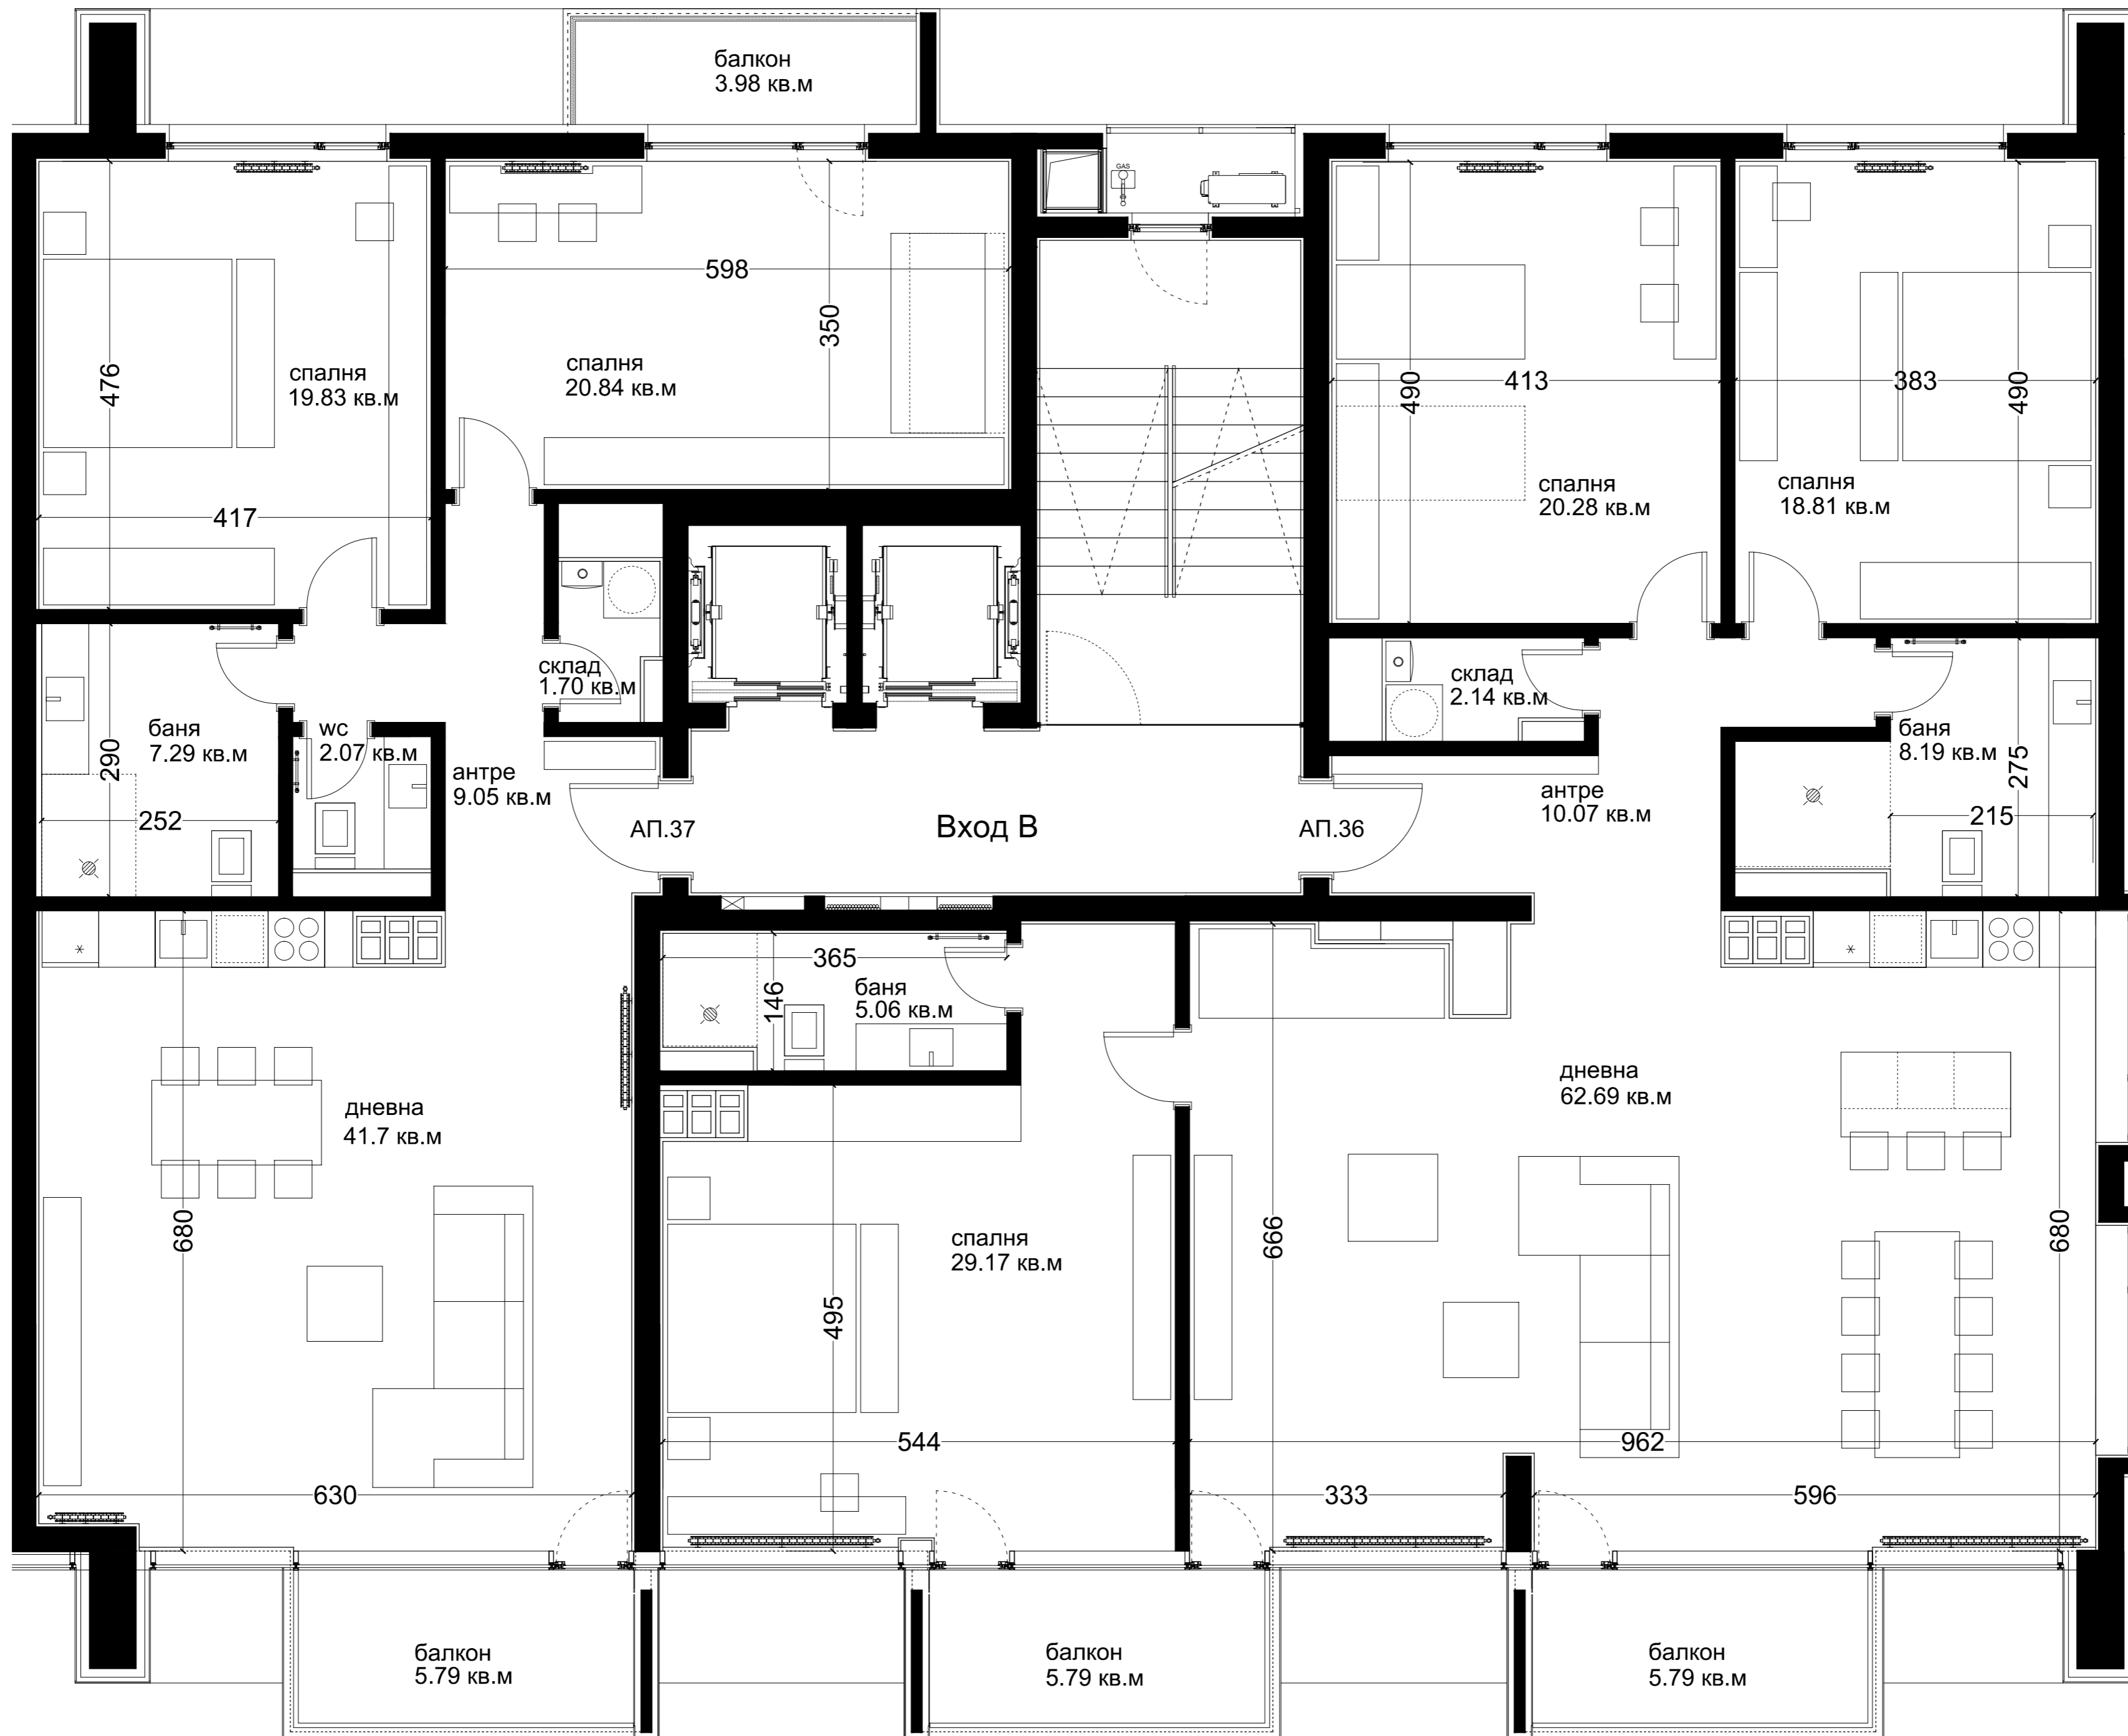 балкон
3.98 кв.м
GAS
598
350
476
спалня
19.83 кв.м
417
спалня
20.84 кв.м
490
413
спалня
20.28 кв.м
383
490
спалня
18.81 кв.м
склад
1.70 кв.м
склад
2.14 кв.м
баня
7.29 кв.м
290
252
wc
2.07 кв.м
антре
9.05 кв.м
АП.37
Вход В
АП.36
антре
10.07 кв.м
баня
8.19 кв.м
275
215
365
146
баня
5.06 кв.м
дневна
41.7 кв.м
680
630
спалня
29.17 кв.м
495
544
дневна
62.69 кв.м
666
680
962
333
596
балкон
5.79 кв.м
балкон
5.79 кв.м
балкон
5.79 кв.м